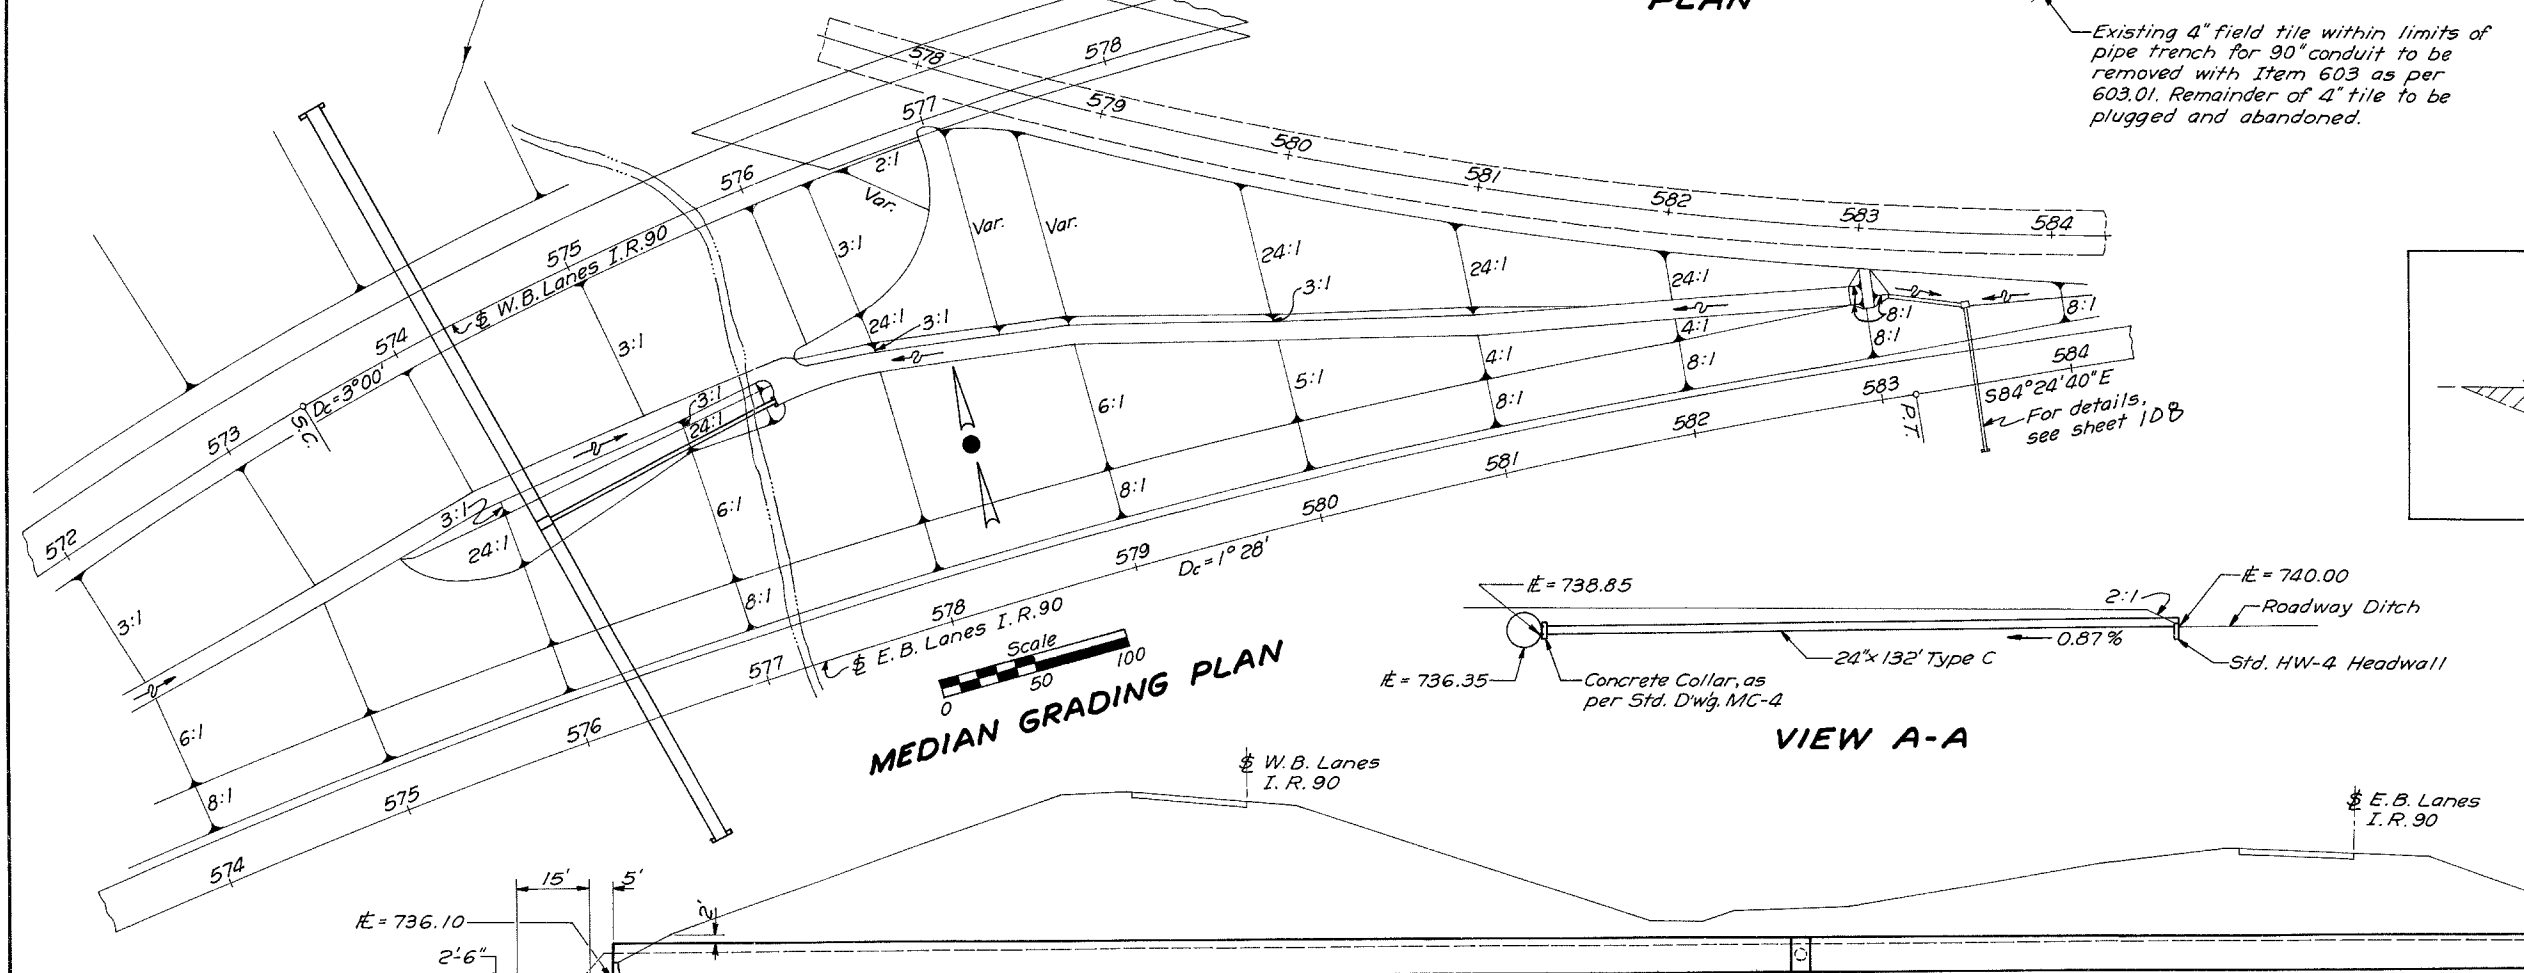 PLAN
Existing 4" field tile within limits of
pipe trench for 90" conduit to be
removed with Item 603 as per
603.01. Remainder of 4" tile to be
plugged and abandoned.
578
578
577
579
580
581
582
583
584
576
2:1
Var.
575
3:1
Var.
Var.
24:1
24:1
24:1
₵ W.B. Lanes I.R. 90
574
3:1
24:1
3:1
3:1
8:1
8:1
4:1
8:1
4:1
8:1
584
573
Dc=3°00'
S.C.
3:1
24:1
6:1
5:1
8:1
583
S84°24'40"E
P.T.
For details,
see sheet 108
582
572
3:1
24:1
6:1
8:1
581
580
579
Dc=1°28'
3:1
8:1
578
₵ E.B. Lanes I.R. 90
577
Scale
0
50
100
MEDIAN GRADING PLAN
6:1
576
8:1
575
574
₤=738.85
₤=740.00
2:1
Roadway Ditch
0.87%
24"x132' Type C
Std. HW-4 Headwall
₤=736.35
Concrete Collar, as
per Std. D'wg. MC-4
VIEW A-A
₵ W.B. Lanes
I.R. 90
₵ E.B. Lanes
I.R. 90
15'
5'
2'
₤=736.10
2'-6"